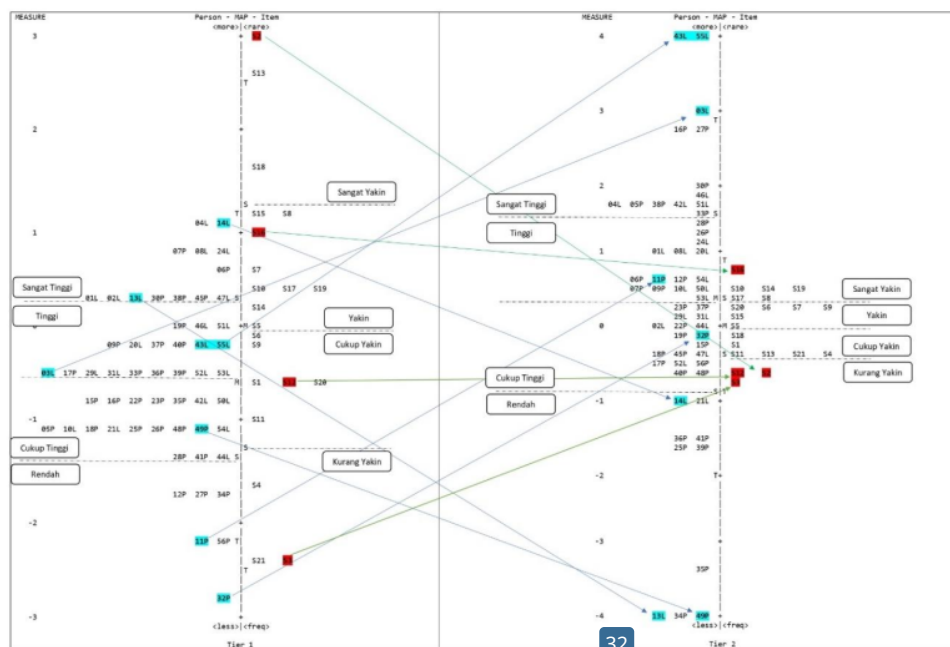 MEASURE Person - MAP - Item
<more>|<rare>
3
S13
T
2
S18
Sangat Yakin
S
T S15 S8
04L 14L
1
07P 08L 24L
06P S7
Sangat Tinggi
S10 S17 S19
01L 02L 13L 30P 38P 45P 47L S
Tinggi
S14
Yakin
19P 46L 51L +M S5
S6
Cukup Yakin
09P 20L 37P 40P 43L 55L S9
03L 17P 29L 31L 33P 36P 39P 52L 53L
M S1 S20
15P 16P 22P 23P 35P 42L 50L
-1 S11
05P 10L 18P 21L 25P 26P 48P 49P 54L
Cukup Tinggi
S
28P 41P 44L S
Kurang Yakin
Rendah
S4
12P 27P 34P
-2
11P 56P T
S21
T
32P
-3
<less>|<freq>
Tier 1
MEASURE Person - MAP - Item
<more>|<rare>
4 43L 55L
3 03L
T
16P 27P
2 30P
46L
Sangat Tinggi
04L 05P 38P 42L 51L
33P S
Tinggi
28P
26P
24L
1 01L 08L 20L
T
06P 11P 12P 54L
07P 09P 10L 50L S10 S14 S19
Sangat Yakin
53L M S S17 S8
23P 37P S20 S6 S7 S9
29L 31L S15
Yakin
0 02L 22P 44L +M S5
19P 32P S18
15P S1
Cukup Yakin
18P 45P 47L S S11 S13 S21 S4
17P 52L 56P
Cukup Tinggi
40P 48P
Kurang Yakin
S T
Rendah
-1 14L 21L
36P 41P
25P 39P
T
-2
-3
35P
-4 13L 34P 49P
<less>|<freq>
32
Tier 2